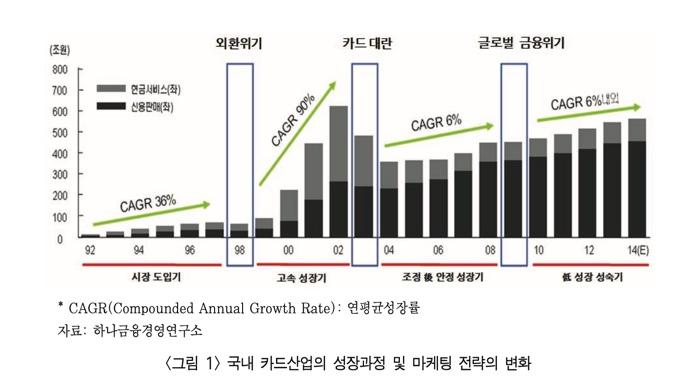 외환위기 카드 대란 글로벌 금융위기
(조원)
800
700
600
500
400
300
200
100
0
현금서비스(좌)
신용판매(좌)
CAGR 36%
CAGR 90%
CAGR 6%
CAGR 6%내외
92 94 96 98 00 02 04 06 08 10 12 14(E)
시장 도입기 고속 성장기 조정 後 안정 성장기 低 성장 성숙기
* CAGR(Compounded Annual Growth Rate) : 연평균성장률
자료: 하나금융경영연구소
<그림 1> 국내 카드산업의 성장과정 및 마케팅 전략의 변화